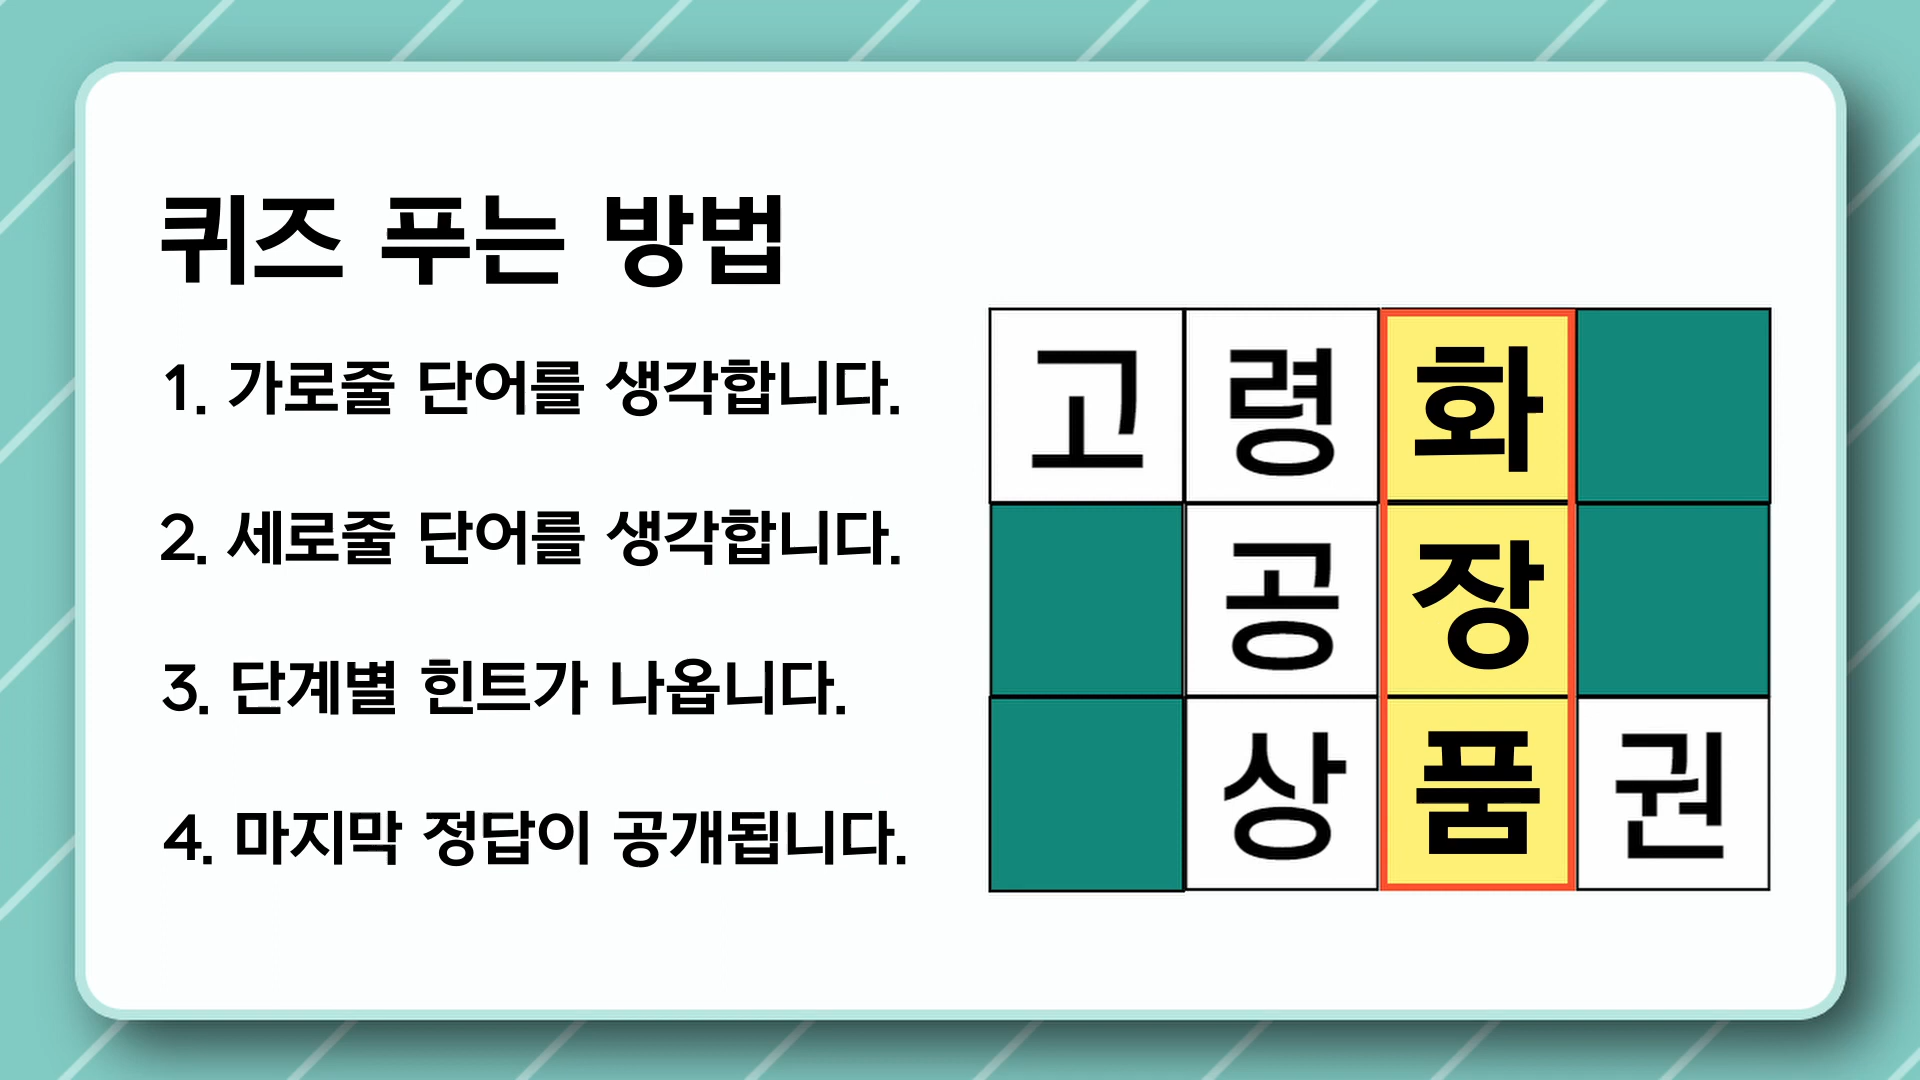 퀴즈 푸는 방법
1. 가로줄 단어를 생각합니다.
2. 세로줄 단어를 생각합니다.
3. 단계별 힌트가 나옵니다.
4. 마지막 정답이 공개됩니다.
고 령 화
공 장
상 품 권